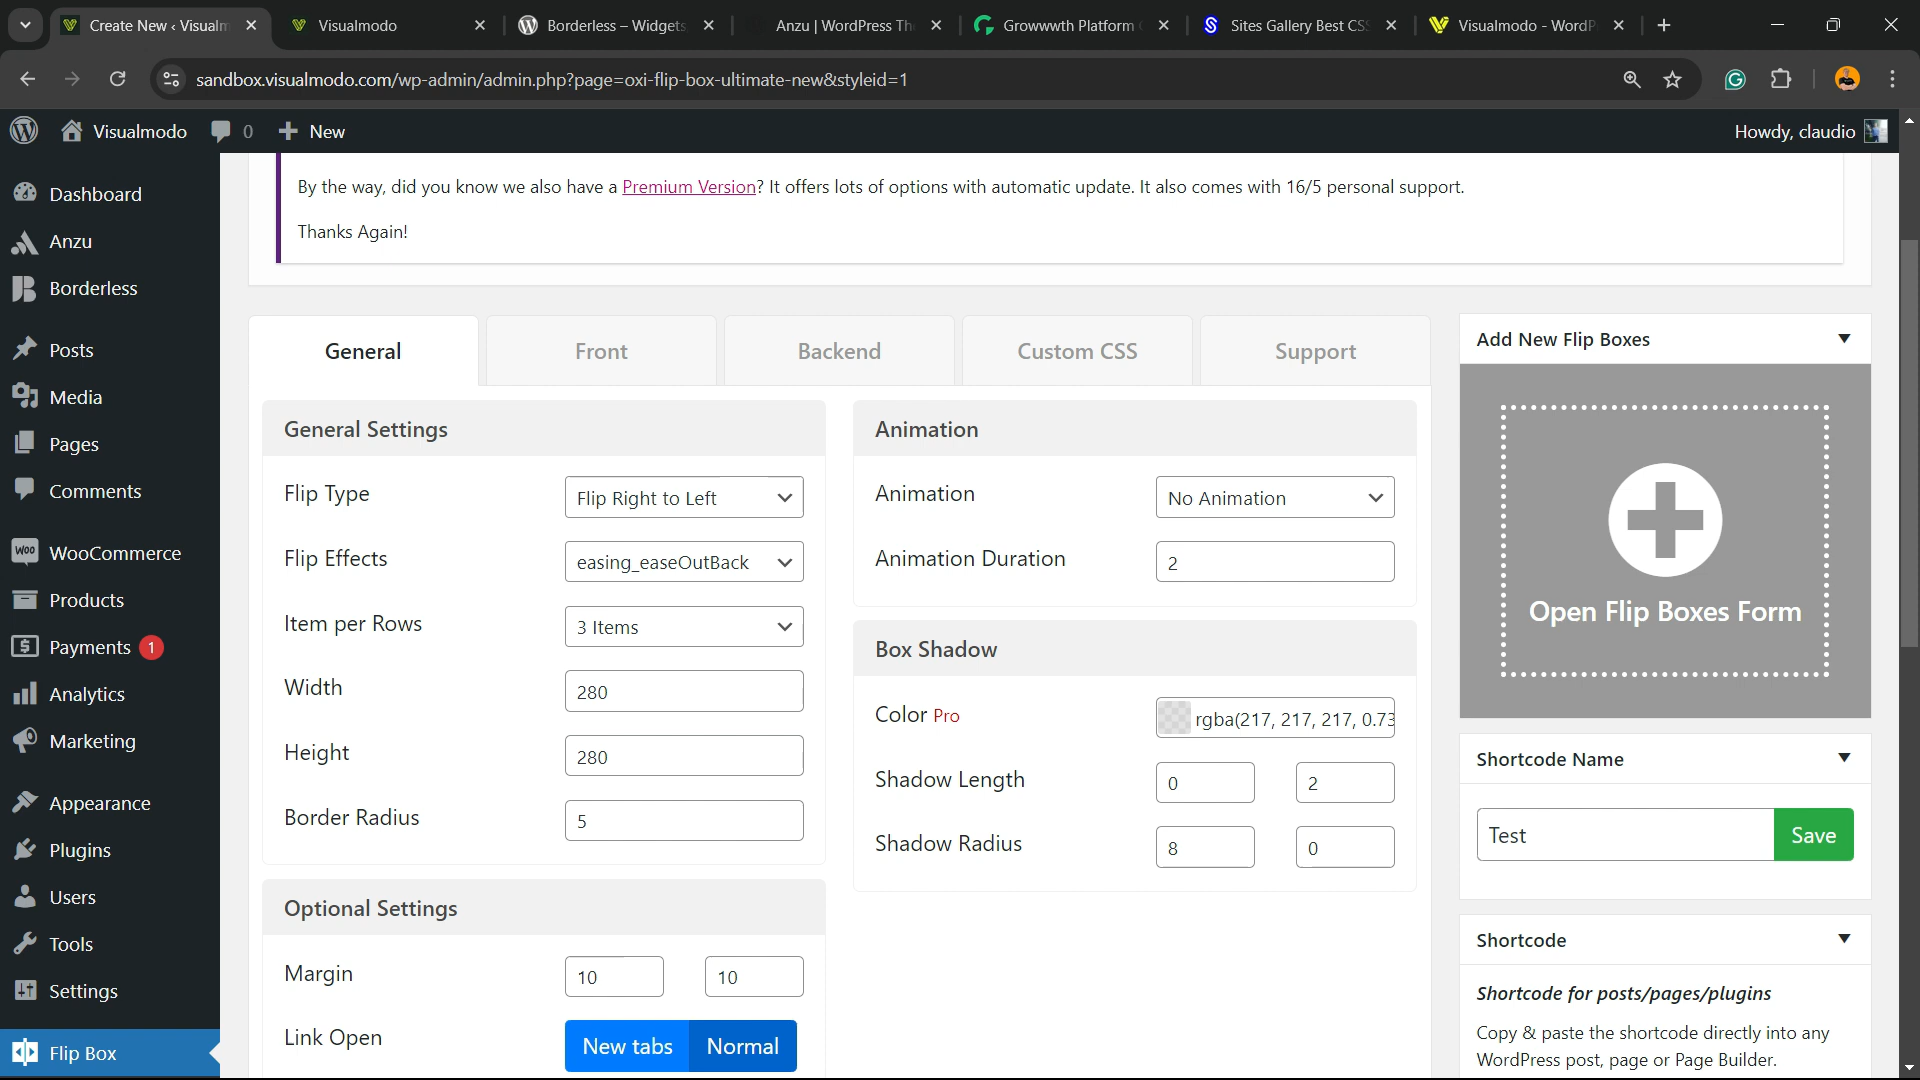 Create New ‹ Visualm
Visualmodo
Borderless – Widgets
Anzu | WordPress Th
Growwwth Platform
Sites Gallery Best CSS
Visualmodo - WordP
sandbox.visualmodo.com/wp-admin/admin.php?page=oxi-flip-box-ultimate-new&styleid=1
Visualmodo
0
New
Howdy, claudio
Dashboard
Anzu
Borderless
Posts
Media
Pages
Comments
WooCommerce
Products
Payments 1
Analytics
Marketing
Appearance
Plugins
Users
Tools
Settings
Flip Box
By the way, did you know we also have a Premium Version? It offers lots of options with automatic update. It also comes with 16/5 personal support.
Thanks Again!
General
Front
Backend
Custom CSS
Support
General Settings
Flip Type
Flip Right to Left
Flip Effects
easing_easeOutBack
Item per Rows
3 Items
Width
280
Height
280
Border Radius
5
Optional Settings
Margin
10
10
Link Open
New tabs
Normal
Animation
Animation
No Animation
Animation Duration
2
Box Shadow
Color Pro
rgba(217, 217, 217, 0.73
Shadow Length
0
2
Shadow Radius
8
0
Add New Flip Boxes
Open Flip Boxes Form
Shortcode Name
Test
Save
Shortcode
Shortcode for posts/pages/plugins
Copy & paste the shortcode directly into any
WordPress post, page or Page Builder.